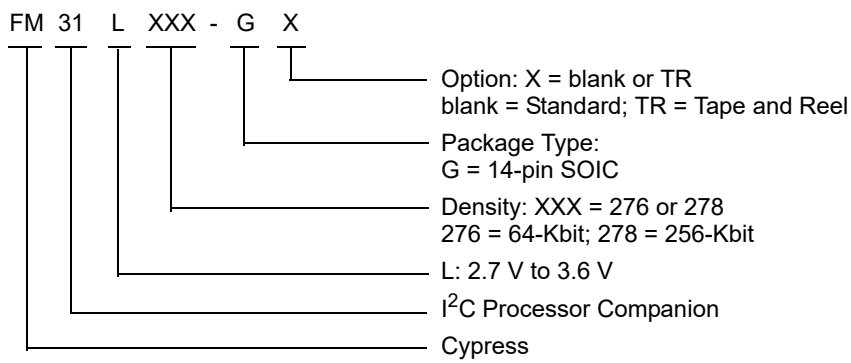 FM 31 L XXX - G X
Option: X = blank or TR
blank = Standard; TR = Tape and Reel
Package Type:
G = 14-pin SOIC
Density: XXX = 276 or 278
276 = 64-Kbit; 278 = 256-Kbit
L: 2.7 V to 3.6 V
I²C Processor Companion
Cypress